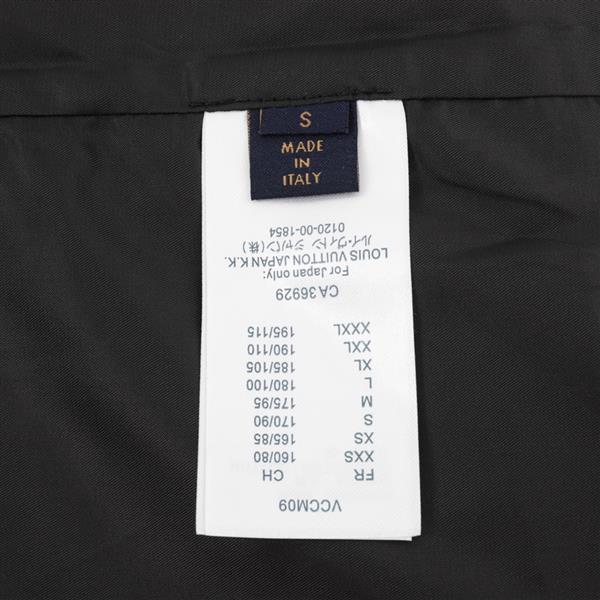 S
MADE
IN
ITALY
VCCM09
FR CH
XXS 160/80
XS 165/85
S 170/90
M 175/95
L 180/100
XL 185/105
XXL 190/110
XXXL 195/115
CA36929
For Japan only:
LOUIS VUITTON JAPAN K.K.
ルイ・ヴィトン ジャパン(株)
0120-00-1854